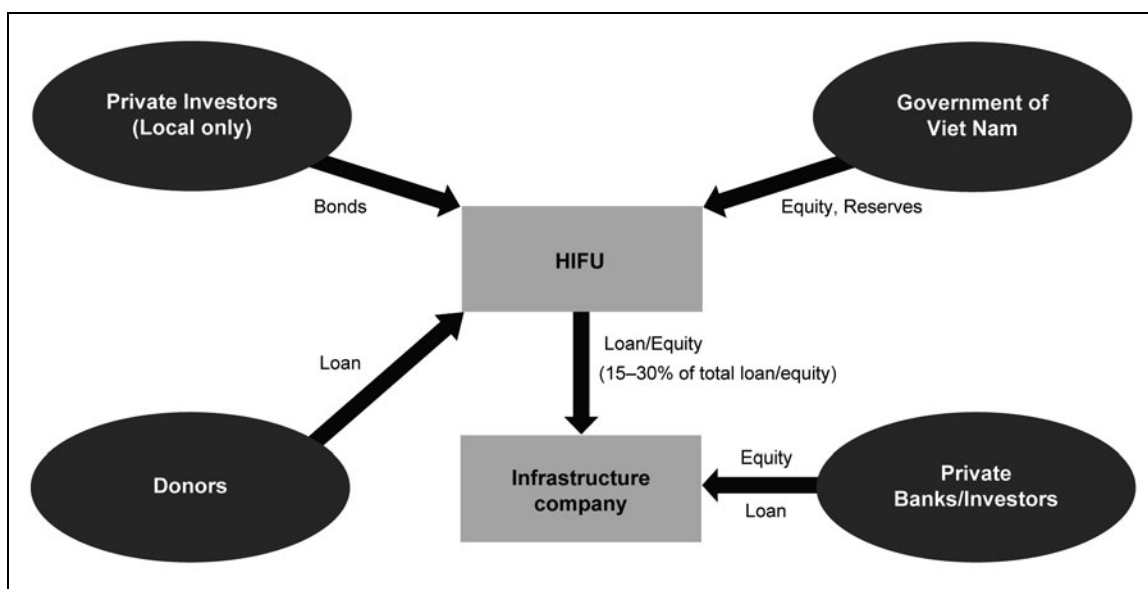 Private Investors
(Local only)
Government of
Viet Nam
Bonds
Equity, Reserves
HIFU
Loan
Loan/Equity
(15–30% of total loan/equity)
Donors
Infrastructure
company
Equity
Loan
Private
Banks/Investors